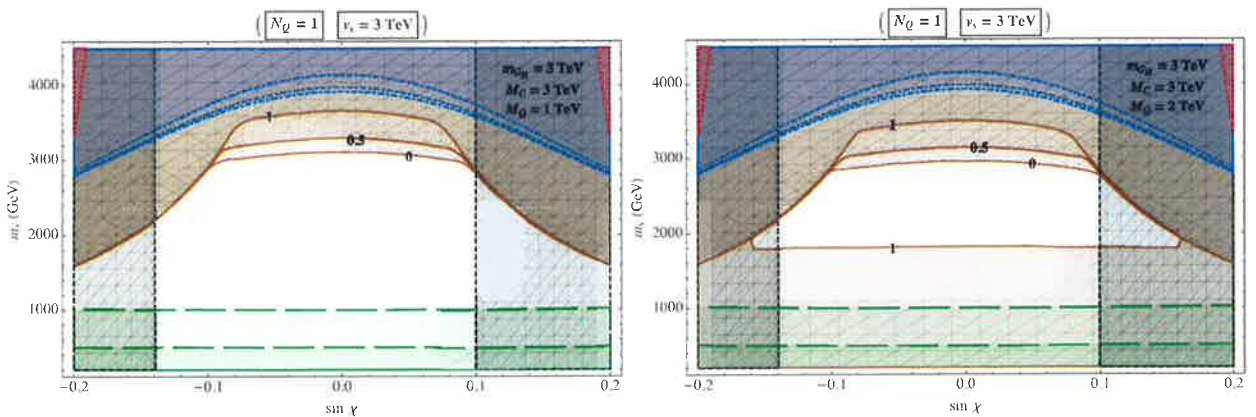 ( N_Q = 1 v_s = 3 TeV )
m_{G_H} = 3 TeV
M_C = 3 TeV
M_Q = 1 TeV
1
0.5
0
4000
3000
2000
1000
m_s (GeV)
-0.2 -0.1 0.0 0.1 0.2
sin χ
( N_Q = 1 v_s = 3 TeV )
m_{G_H} = 3 TeV
M_C = 3 TeV
M_Q = 2 TeV
1
0.5
0
1
4000
3000
2000
1000
m_s (GeV)
-0.2 -0.1 0.0 0.1 0.2
sin χ